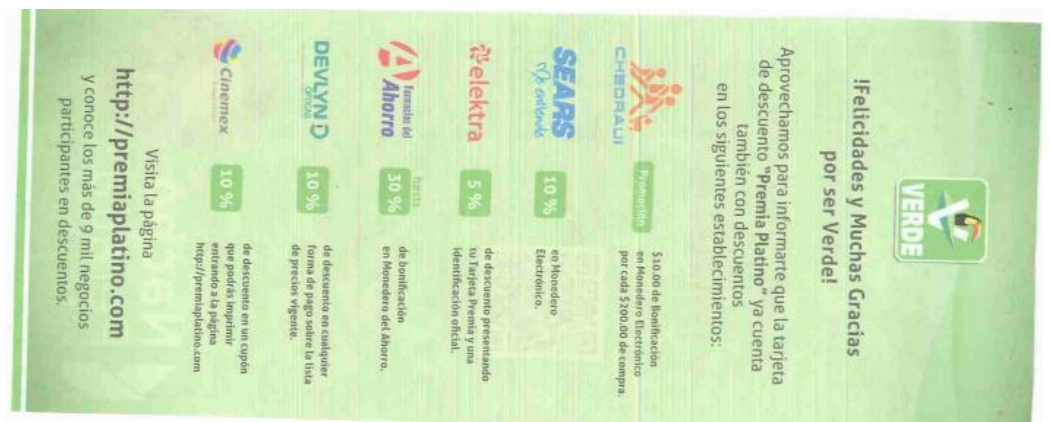 VERDE
!Felicidades y Muchas Gracias
por ser Verde!
Aprovechamos para informarte que la tarjeta
de descuento "Premia Platino" ya cuenta
también con descuentos
en los siguientes establecimientos:
CHEDRAUI
Promoción
$10.00 de Bonificación
en Monedero Electrónico
por cada $200.00 de compra.
SEARS
Me entiende
10 %
en Monedero
Electrónico.
elektra
5 %
de descuento presentando
tu Tarjeta Premia y una
identificación oficial.
Farmacias del
Ahorro
hasta
30 %
de bonificación
en Monedero del Ahorro.
DEVLYN
OPTICAS
10 %
de descuento en cualquier
forma de pago sobre la lista
de precios vigente.
Cinemex
10 %
de descuento en un cupón
que podrás imprimir
entrando a la página
http://premiaplatino.com
Visita la página
http://premiaplatino.com
y conoce los más de 9 mil negocios
participantes en descuentos.